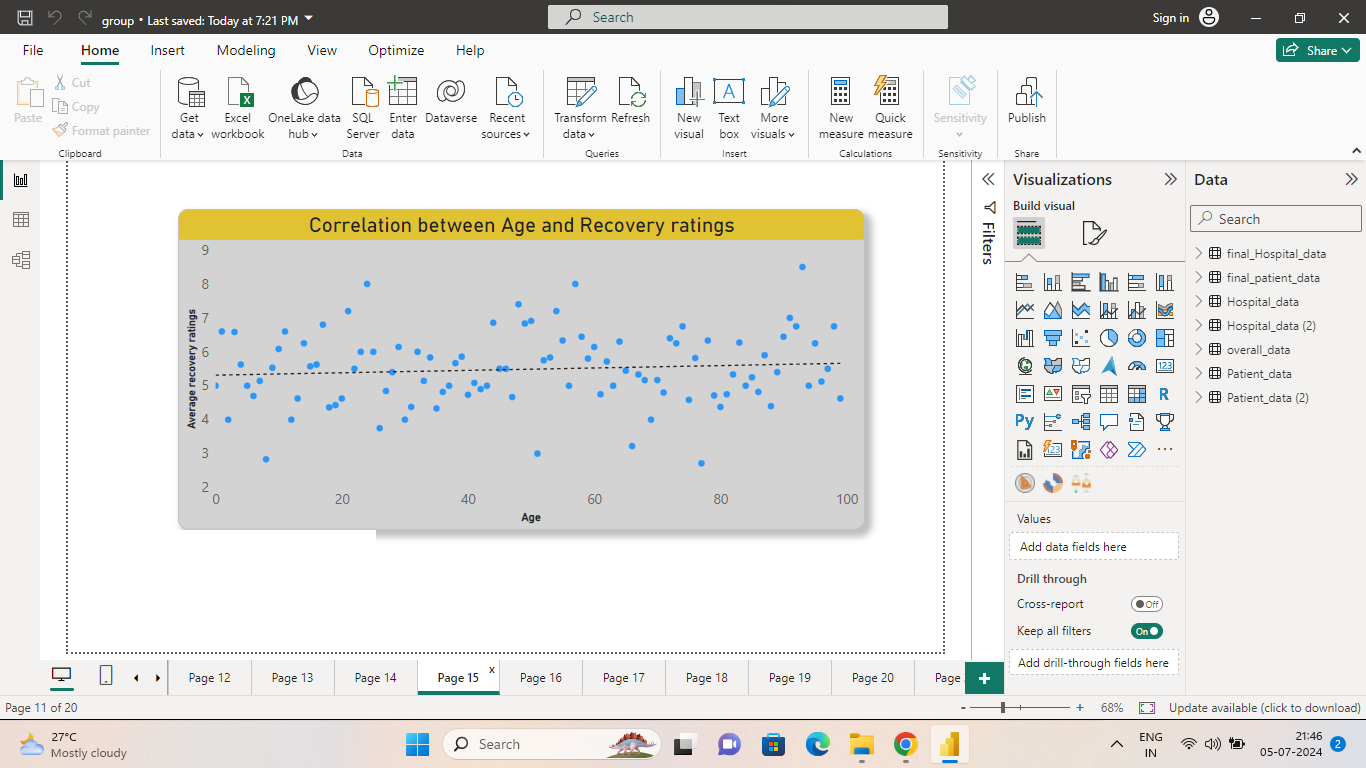 group • Last saved: Today at 7:21 PM
Search
Sign in
File Home Insert Modeling View Optimize Help
Share
Paste
Cut
Copy
Format painter
Clipboard
Get data
Excel workbook
OneLake data hub
SQL Server
Enter data
Dataverse
Recent sources
Data
Transform data
Refresh
Queries
New visual
Text box
More visuals
Insert
New measure
Quick measure
Calculations
Sensitivity
Sensitivity
Publish
Share
Correlation between Age and Recovery ratings
Average recovery ratings
9
8
7
6
5
4
3
2
0 20 40 60 80 100
Age
Filters
Visualizations
Build visual
123
R
Py
123
Values
Add data fields here
Drill through
Cross-report
Off
Keep all filters
On
Add drill-through fields here
Data
Search
final_Hospital_data
final_patient_data
Hospital_data
Hospital_data (2)
overall_data
Patient_data
Patient_data (2)
Page 12 Page 13 Page 14 Page 15 x Page 16 Page 17 Page 18 Page 19 Page 20 Page
+
Page 11 of 20
- + 68%
Update available (click to download)
27°C
Mostly cloudy
Search
ENG
IN
21:46
05-07-2024
2